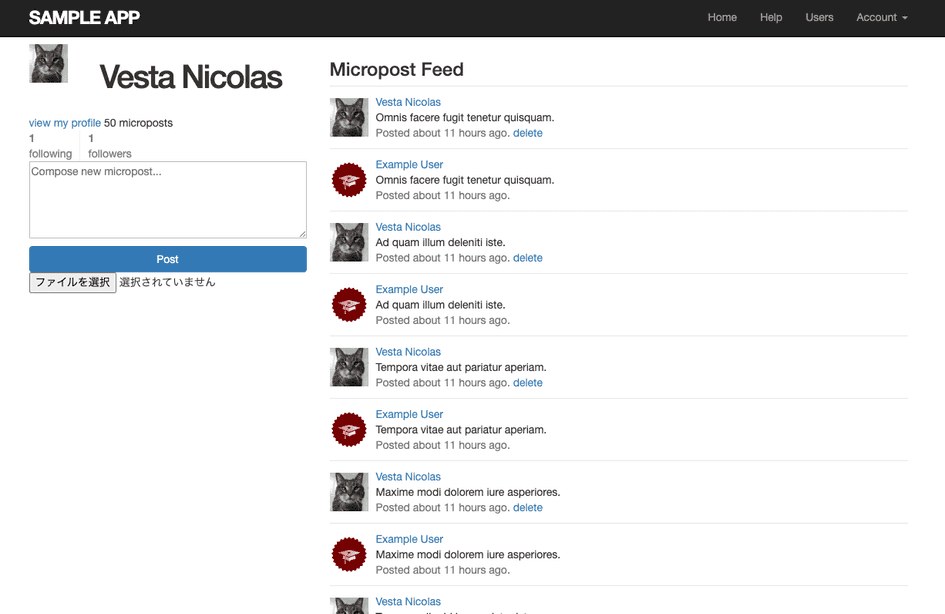 SAMPLE APP
Home Help Users Account
Vesta Nicolas
view my profile 50 microposts
1 1
following followers
Compose new micropost...
Post
ファイルを選択 選択されていません
Micropost Feed
Vesta Nicolas
Omnis facere fugit tenetur quisquam.
Posted about 11 hours ago. delete
Example User
Omnis facere fugit tenetur quisquam.
Posted about 11 hours ago.
Vesta Nicolas
Ad quam illum deleniti iste.
Posted about 11 hours ago. delete
Example User
Ad quam illum deleniti iste.
Posted about 11 hours ago.
Vesta Nicolas
Tempora vitae aut pariatur aperiam.
Posted about 11 hours ago. delete
Example User
Tempora vitae aut pariatur aperiam.
Posted about 11 hours ago.
Vesta Nicolas
Maxime modi dolorem iure asperiores.
Posted about 11 hours ago. delete
Example User
Maxime modi dolorem iure asperiores.
Posted about 11 hours ago.
Vesta Nicolas